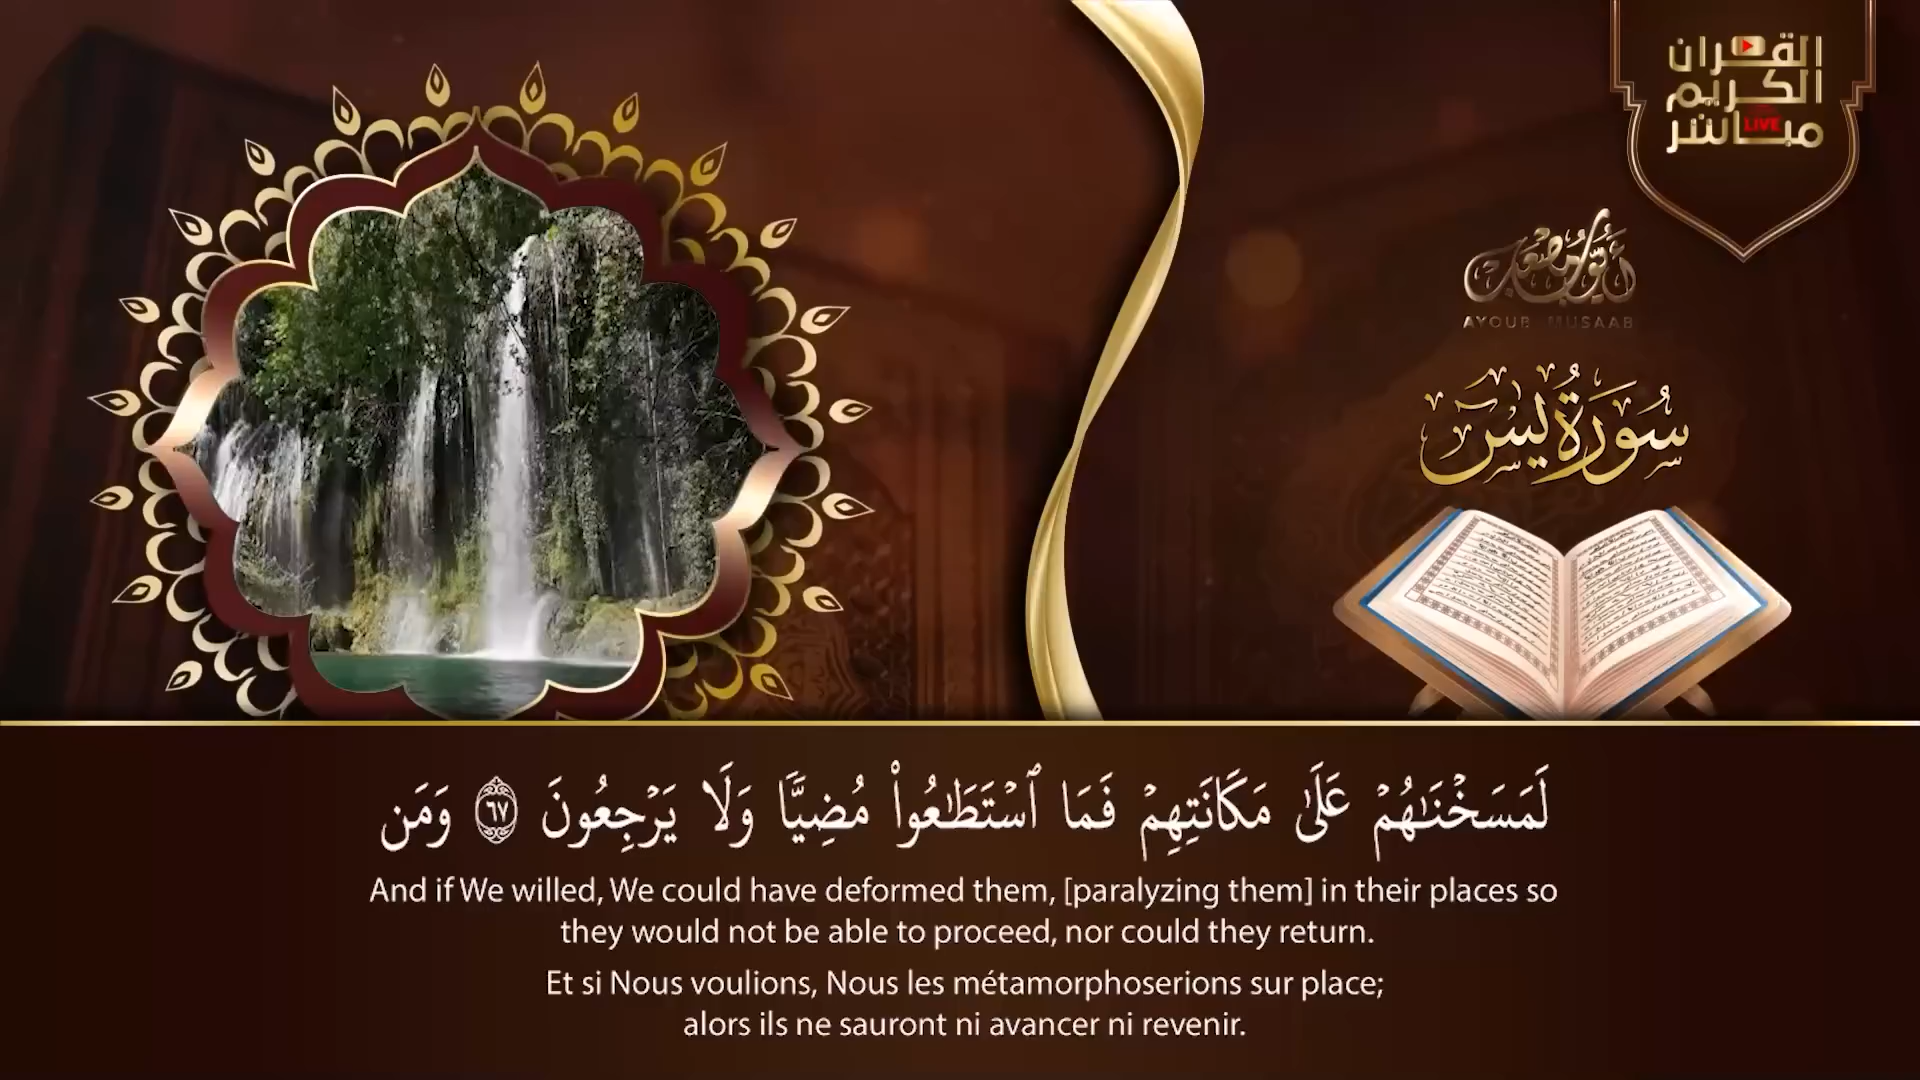 القرآن
الكريم
مباشر
LIVE
أيوب مصعب
AYOUB MUSAAB
سُورَةُ يسٓ
لَمَسَخْنَٰهُمْ عَلَىٰ مَكَانَتِهِمْ فَمَا ٱسْتَطَٰعُوا۟ مُضِيًّا وَلَا يَرْجِعُونَ ٦٧ وَمَن
And if We willed, We could have deformed them, [paralyzing them] in their places so
they would not be able to proceed, nor could they return.
Et si Nous voulions, Nous les métamorphoserions sur place;
alors ils ne sauront ni avancer ni revenir.